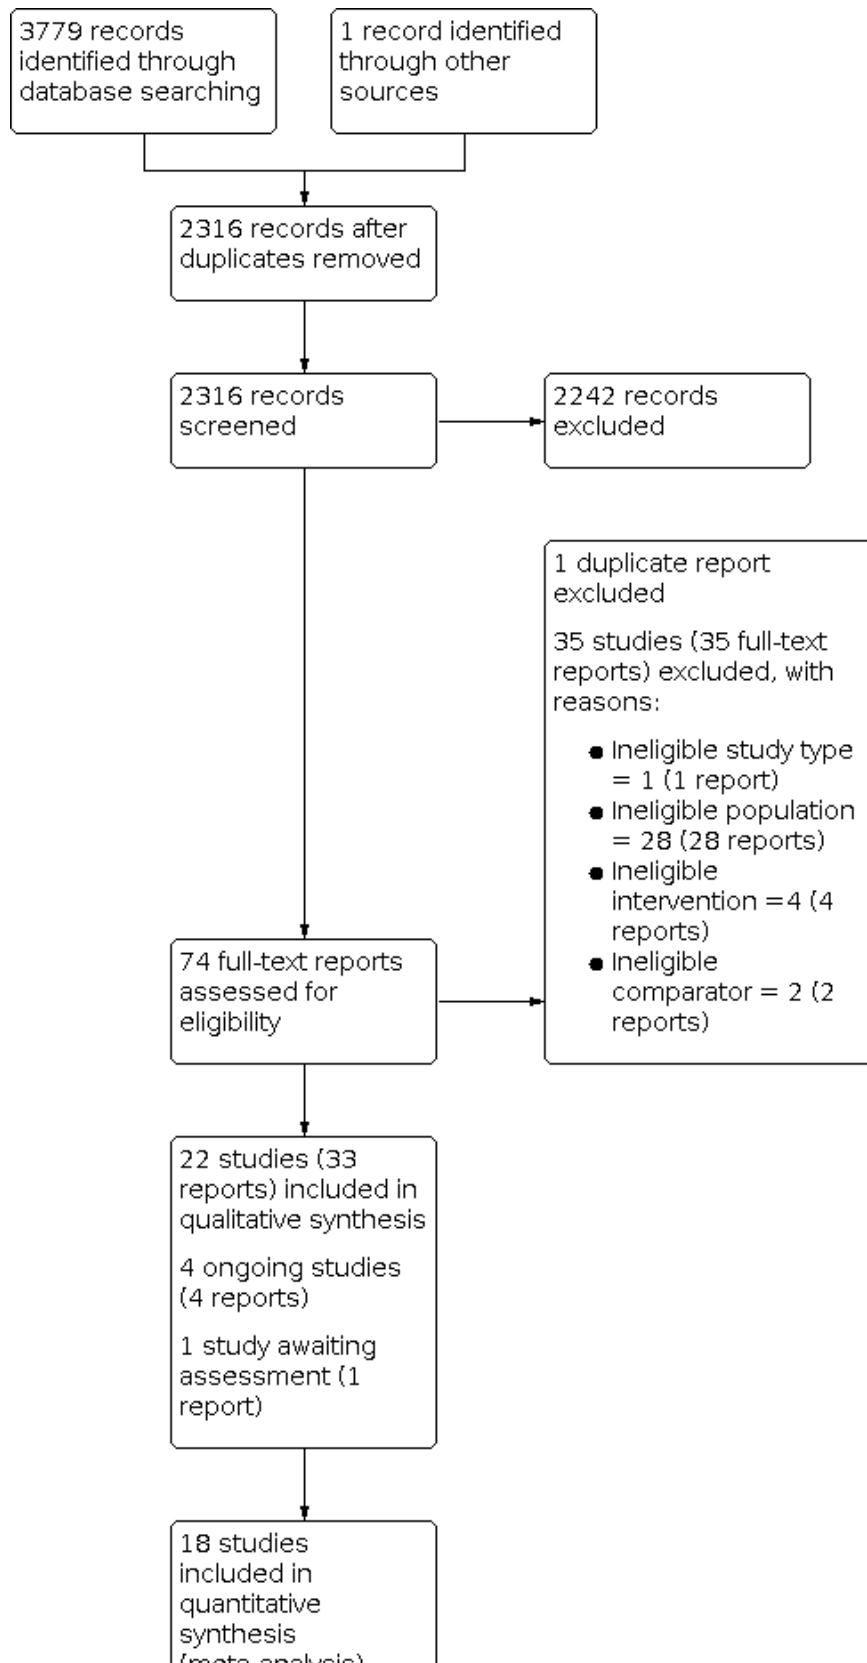 3779 records
identified through
database searching
1 record identified
through other
sources
2316 records after
duplicates removed
2316 records
screened
2242 records
excluded
1 duplicate report
excluded
35 studies (35 full-text
reports) excluded, with
reasons:
● Ineligible study type
= 1 (1 report)
● Ineligible population
= 28 (28 reports)
● Ineligible
intervention =4 (4
reports)
● Ineligible
comparator = 2 (2
reports)
74 full-text reports
assessed for
eligibility
22 studies (33
reports) included in
qualitative synthesis
4 ongoing studies
(4 reports)
1 study awaiting
assessment (1
report)
18 studies
included in
quantitative
synthesis
(meta-analysis)